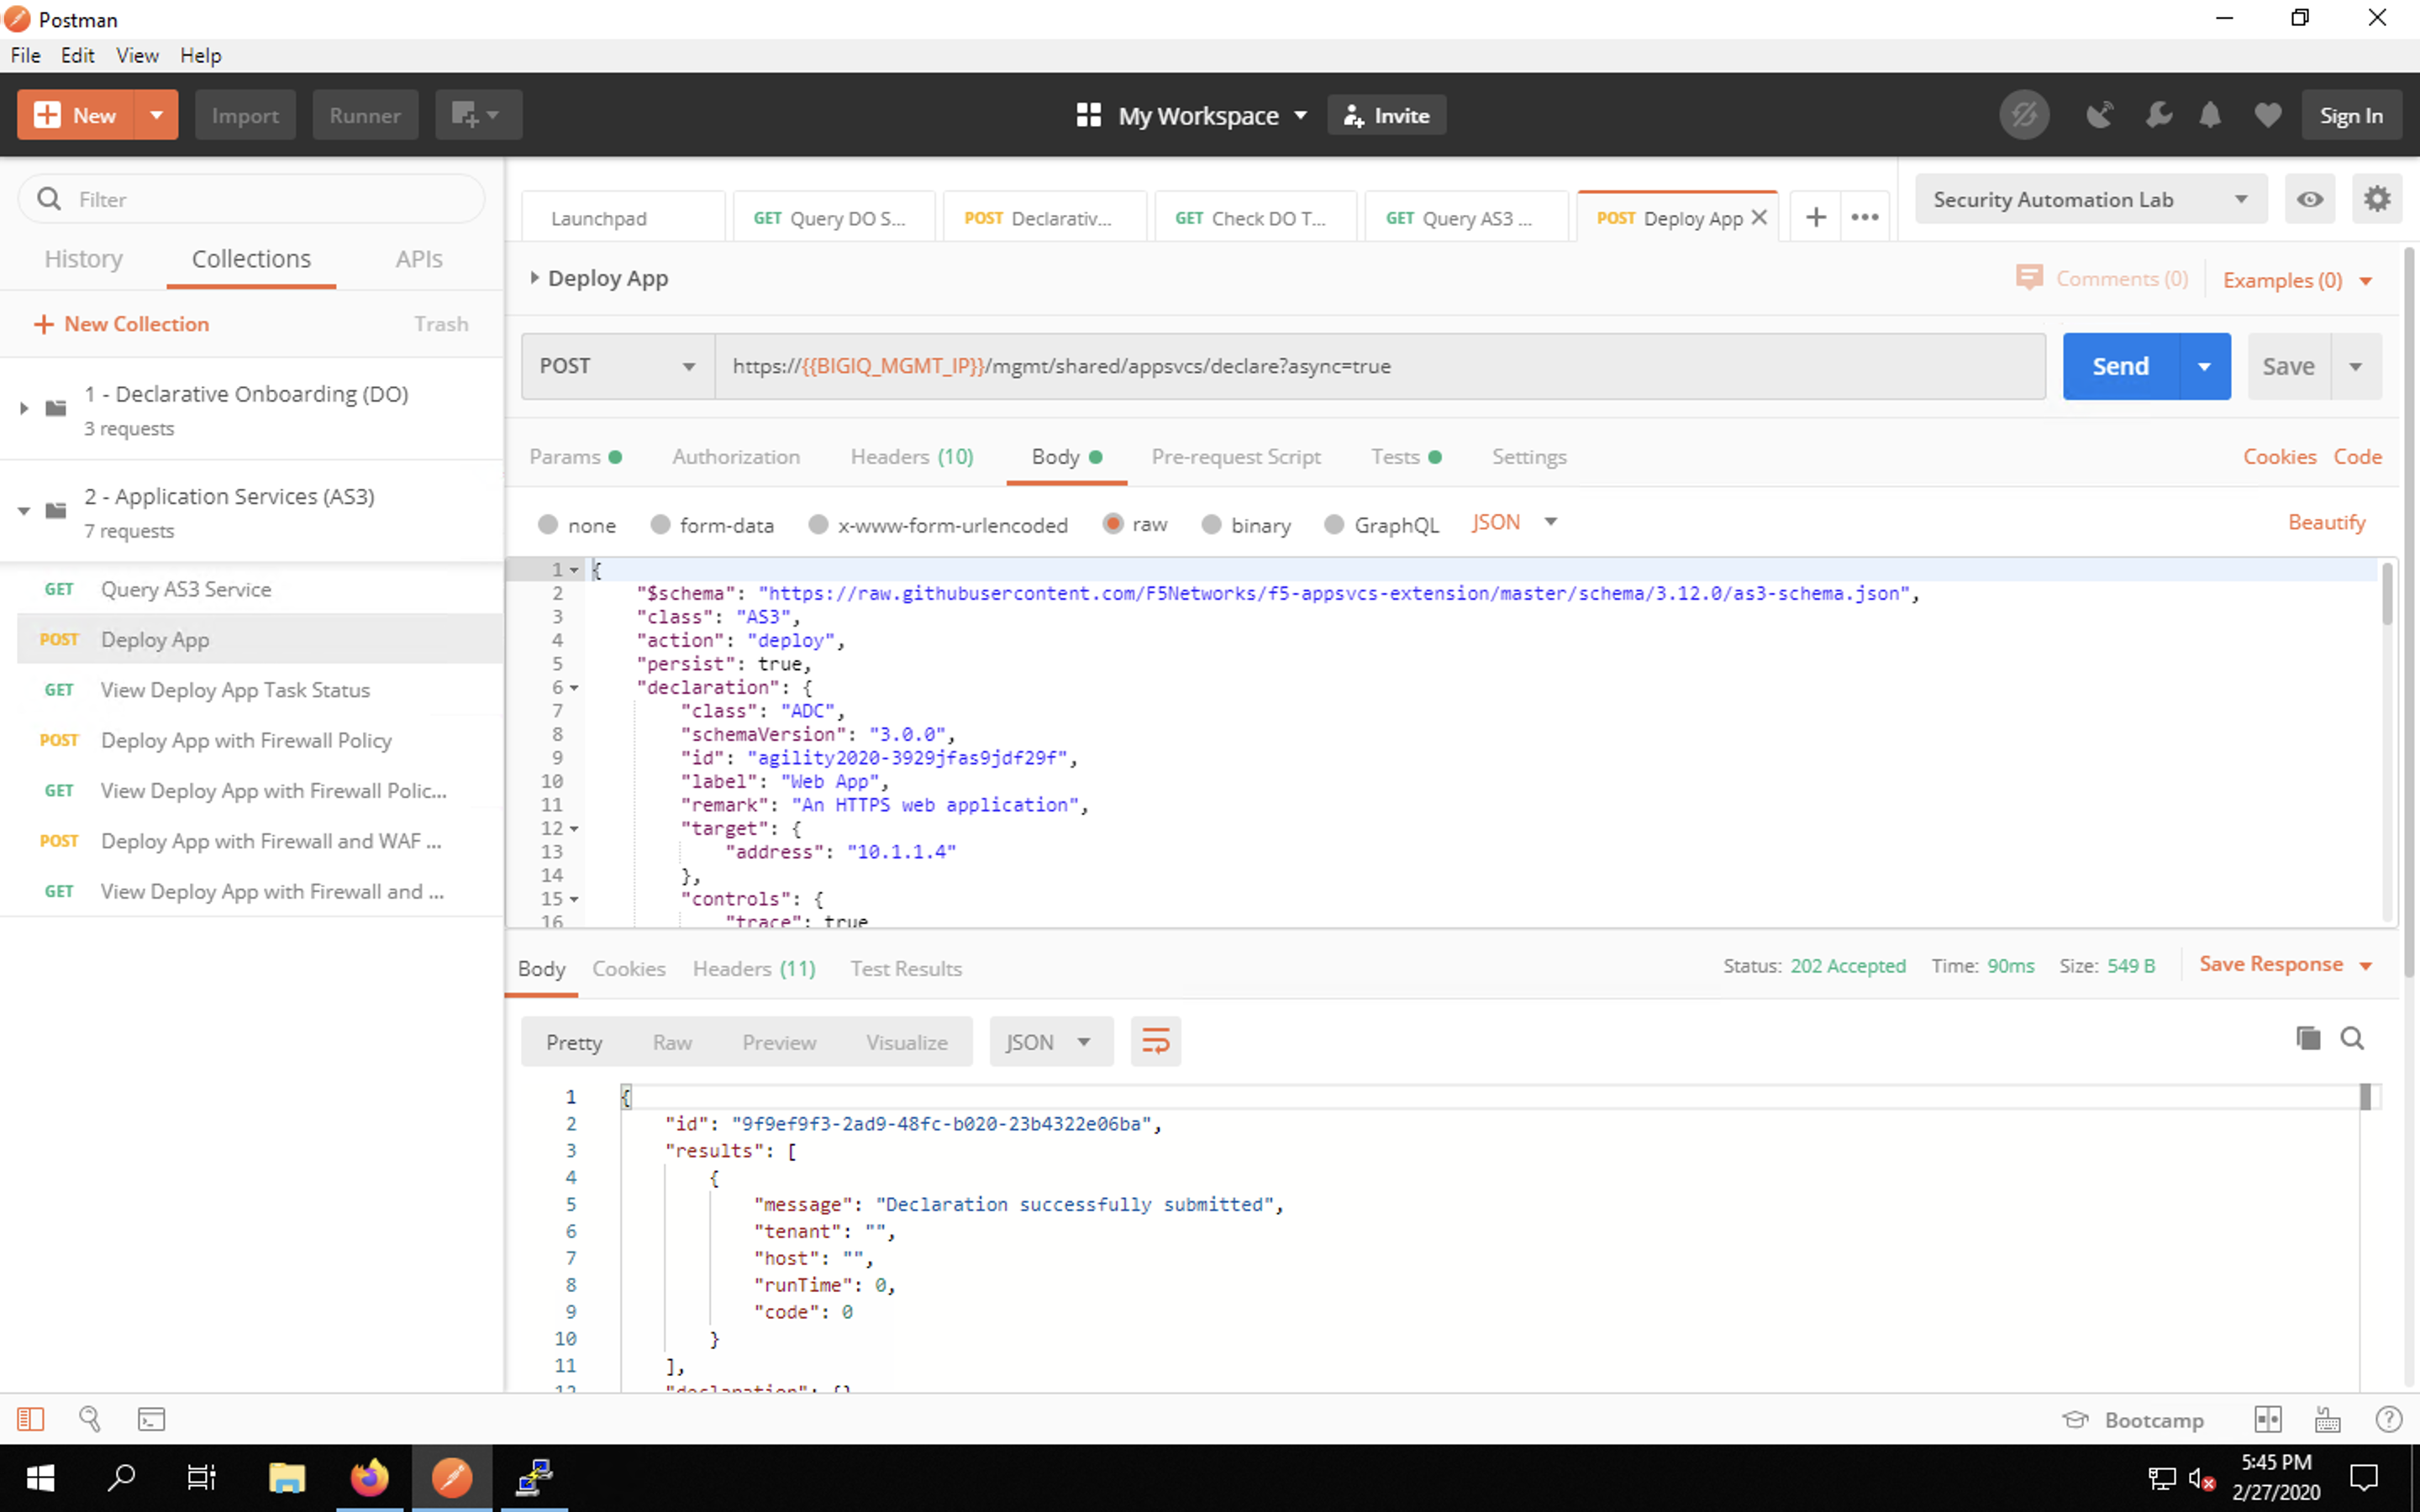 Postman
File Edit View Help
New Import Runner My Workspace Invite Sign In
Filter
History Collections APIs
+ New Collection Trash
1 - Declarative Onboarding (DO)
3 requests
2 - Application Services (AS3)
7 requests
GET Query AS3 Service
POST Deploy App
GET View Deploy App Task Status
POST Deploy App with Firewall Policy
GET View Deploy App with Firewall Polic...
POST Deploy App with Firewall and WAF ...
GET View Deploy App with Firewall and ...
Launchpad GET Query DO S... POST Declarativ... GET Check DO T... GET Query AS3 ... POST Deploy App Security Automation Lab
Deploy App Comments (0) Examples (0)
POST https://{{BIGIQ_MGMT_IP}}/mgmt/shared/appsvcs/declare?async=true Send Save
Params Authorization Headers (10) Body Pre-request Script Tests Settings Cookies Code
none form-data x-www-form-urlencoded raw binary GraphQL JSON Beautify
1 {
2 "$schema": "https://raw.githubusercontent.com/F5Networks/f5-appsvcs-extension/master/schema/3.12.0/as3-schema.json",
3 "class": "AS3",
4 "action": "deploy",
5 "persist": true,
6 "declaration": {
7 "class": "ADC",
8 "schemaVersion": "3.0.0",
9 "id": "agility2020-3929jfas9jdf29f",
10 "label": "Web App",
11 "remark": "An HTTPS web application",
12 "target": {
13 "address": "10.1.1.4"
14 },
15 "controls": {
16 "trace": true
Body Cookies Headers (11) Test Results Status: 202 Accepted Time: 90ms Size: 549 B Save Response
Pretty Raw Preview Visualize JSON
1 {
2 "id": "9f9ef9f3-2ad9-48fc-b020-23b4322e06ba",
3 "results": [
4 {
5 "message": "Declaration successfully submitted",
6 "tenant": "",
7 "host": "",
8 "runTime": 0,
9 "code": 0
10 }
11 ],
12 "declaration": {}
Bootcamp
5:45 PM
2/27/2020